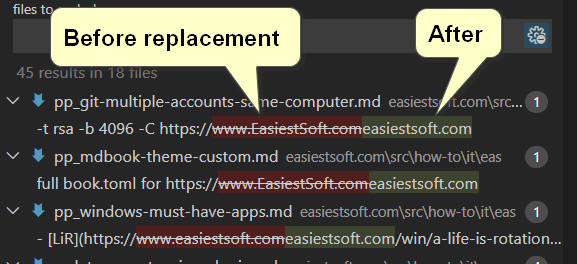 files to
Before replacement
After
45 results in 18 files
pp_git-multiple-accounts-same-computer.md easiestsoft.com\src... 1
-t rsa -b 4096 -C https://www.EasiestSoft.comeasiestsoft.com
pp_mdbook-theme-custom.md easiestsoft.com\src\how-to\it\eas 1
full book.toml for https://www.EasiestSoft.comeasiestsoft.com
pp_windows-must-have-apps.md easiestsoft.com\src\how-to\it\eas 1
- [LiR](https://www.easiestsoft.comeasiestsoft.com/win/a-life-is-rotation...